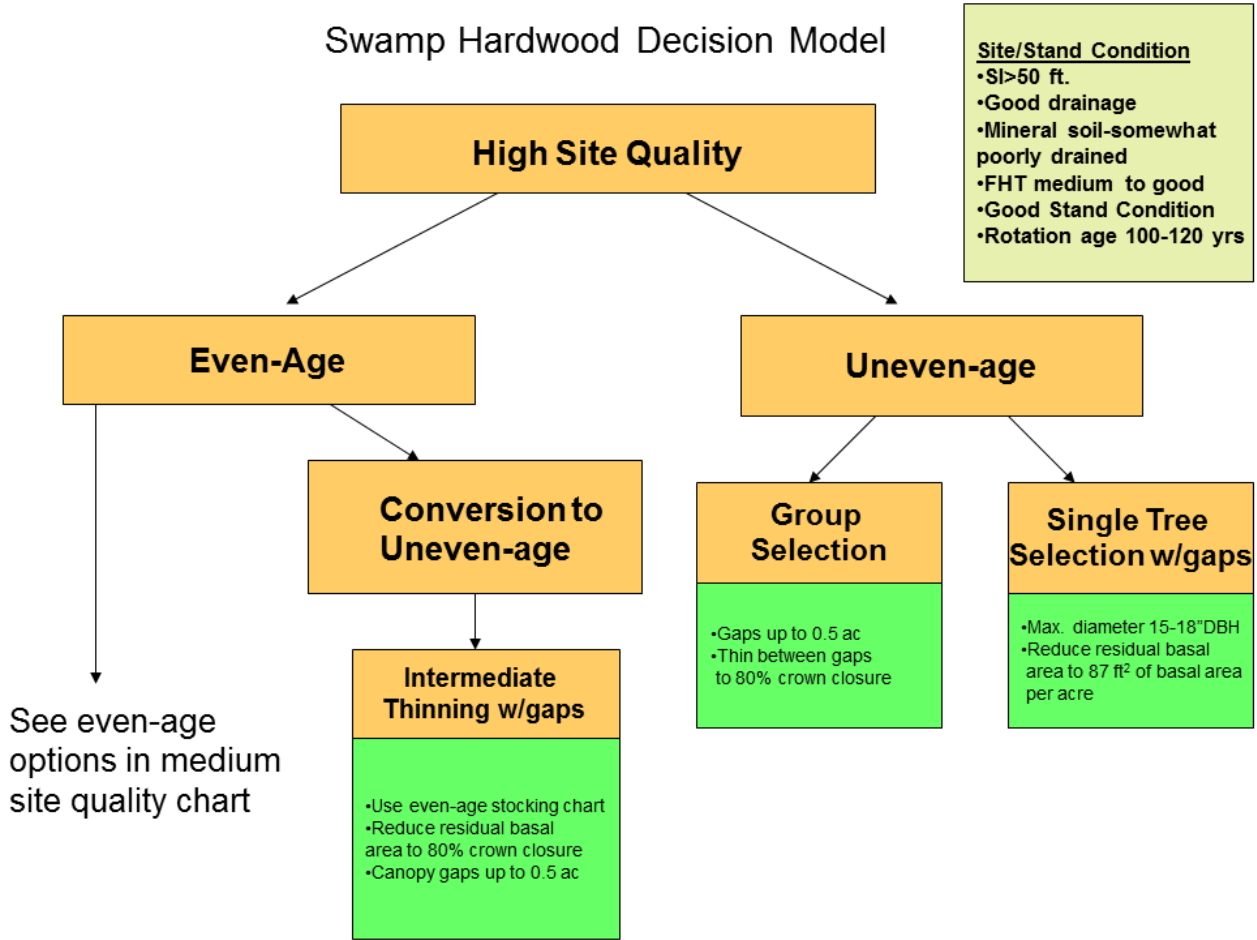 Swamp Hardwood Decision Model
Site/Stand Condition
•SI>50 ft.
•Good drainage
•Mineral soil-somewhat
poorly drained
•FHT medium to good
•Good Stand Condition
•Rotation age 100-120 yrs
High Site Quality
Even-Age
Uneven-age
Conversion to
Uneven-age
Group
Selection
Single Tree
Selection w/gaps
•Gaps up to 0.5 ac
•Thin between gaps
to 80% crown closure
•Max. diameter 15-18”DBH
•Reduce residual basal
area to 87 ft² of basal area
per acre
Intermediate
Thinning w/gaps
See even-age
options in medium
site quality chart
•Use even-age stocking chart
•Reduce residual basal
area to 80% crown closure
•Canopy gaps up to 0.5 ac